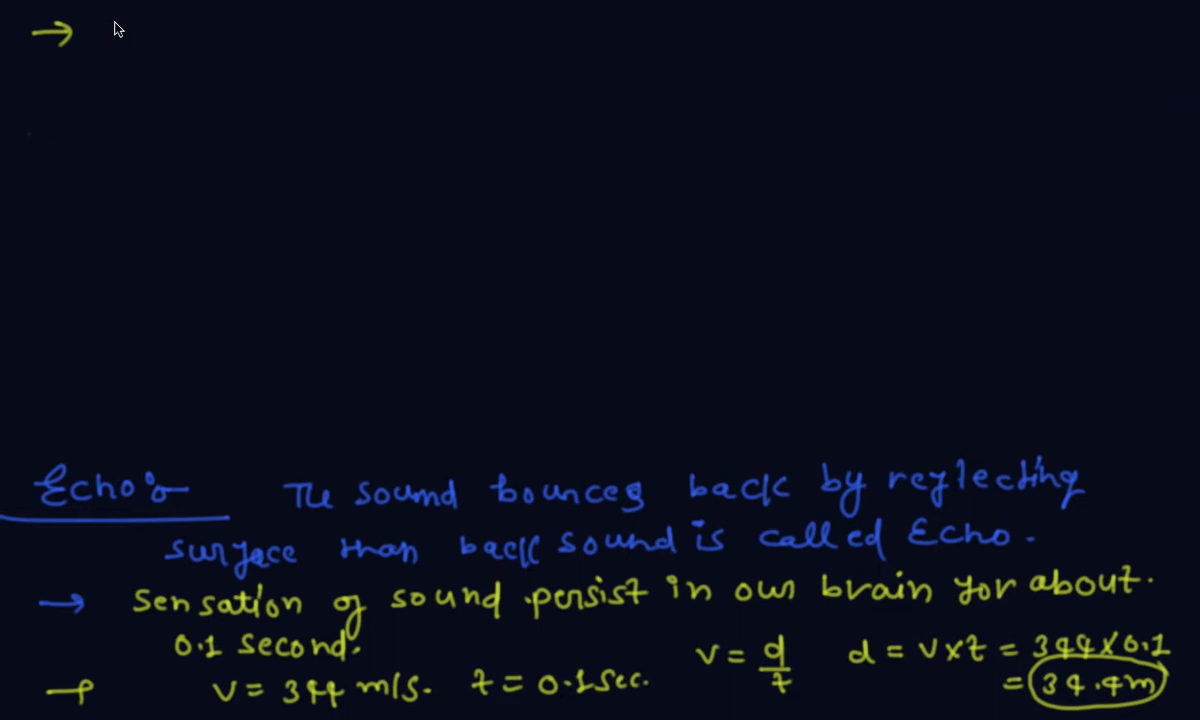 →
Echo:- The sound bounces back by reflecting
surface than back sound is called Echo.
→ Sensation of sound persist in our brain for about.
0.1 second.
→ v = 344 m/s. t = 0.1 sec. v = d/t d = v×t = 344×0.1
= 34.4m